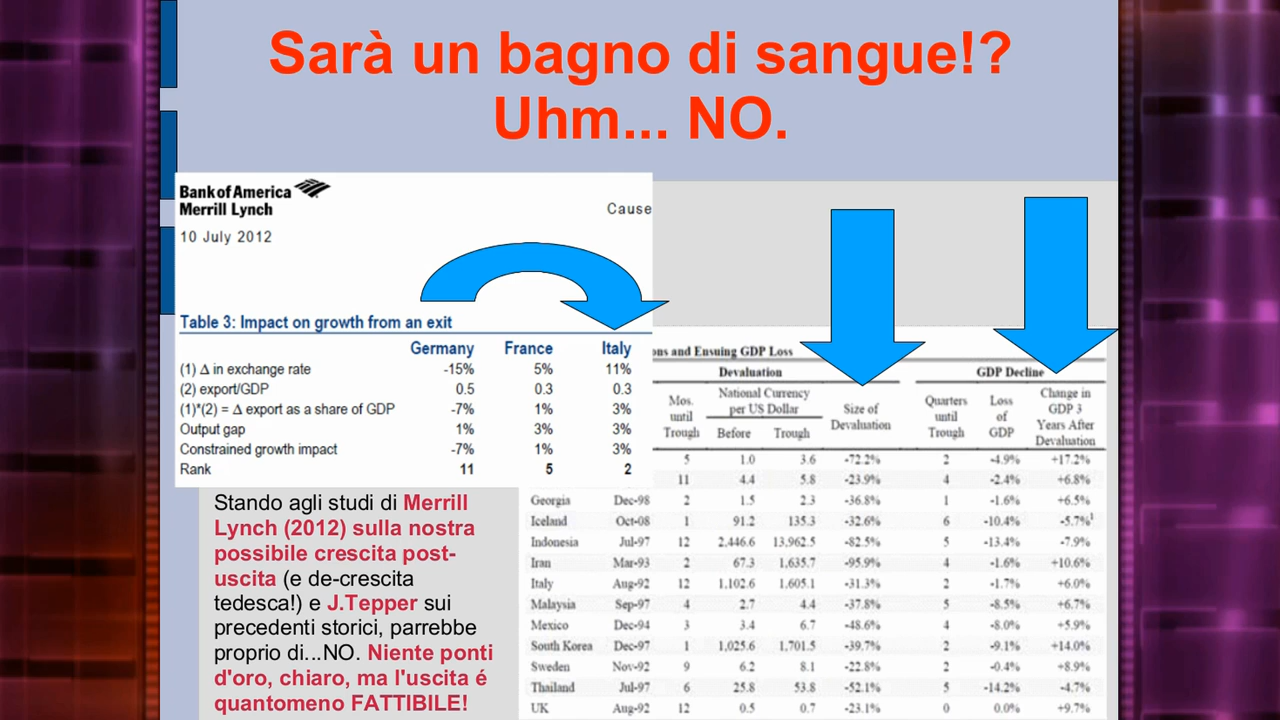 Sarà un bagno di sangue!?
Uhm... NO.
Bank of America
Merrill Lynch
Cause
10 July 2012
Table 3: Impact on growth from an exit
Germany France Italy
(1) Δ in exchange rate -15% 5% 11%
(2) export/GDP 0.5 0.3 0.3
(1)*(2) = Δ export as a share of GDP -7% 1% 3%
Output gap 1% 3% 3%
Constrained growth impact -7% 1% 3%
Rank 11 5 2
Stando agli studi di Merrill
Lynch (2012) sulla nostra
possibile crescita post-
uscita (e de-crescita
tedesca!) e J.Tepper sui
precedenti storici, parrebbe
proprio di...NO. Niente ponti
d'oro, chiaro, ma l'uscita é
quantomeno FATTIBILE!
ons and Ensuing GDP Loss
Devaluation GDP Decline
Mos. until Trough
National Currency per US Dollar
Before Trough
Size of Devaluation
Quarters until Trough
Loss of GDP
Change in GDP 3 Years After Devaluation
5 1.0 3.6 -72.2% 2 -4.9% +17.2%
11 4.4 5.8 -23.9% 4 -2.4% +6.8%
Georgia Dec-98 2 1.5 2.3 -36.8% 1 -1.6% +6.5%
Iceland Oct-08 1 91.2 135.3 -32.6% 6 -10.4% -5.7%¹
Indonesia Jul-97 12 2,446.6 13,962.5 -82.5% 5 -13.4% -7.9%
Iran Mar-93 2 67.3 1,635.7 -95.9% 4 -1.6% +10.6%
Italy Aug-92 12 1,102.6 1,605.1 -31.3% 2 -1.7% +6.0%
Malaysia Sep-97 4 2.7 4.4 -37.8% 5 -8.5% +6.7%
Mexico Dec-94 3 3.4 6.7 -48.6% 4 -8.0% +5.9%
South Korea Dec-97 1 1,025.6 1,701.5 -39.7% 2 -9.1% +14.0%
Sweden Nov-92 9 6.2 8.1 -22.8% 2 -0.4% +8.9%
Thailand Jul-97 6 25.8 53.8 -52.1% 5 -14.2% -4.7%
UK Aug-92 12 0.5 0.7 -23.1% 0 0.0% +9.7%